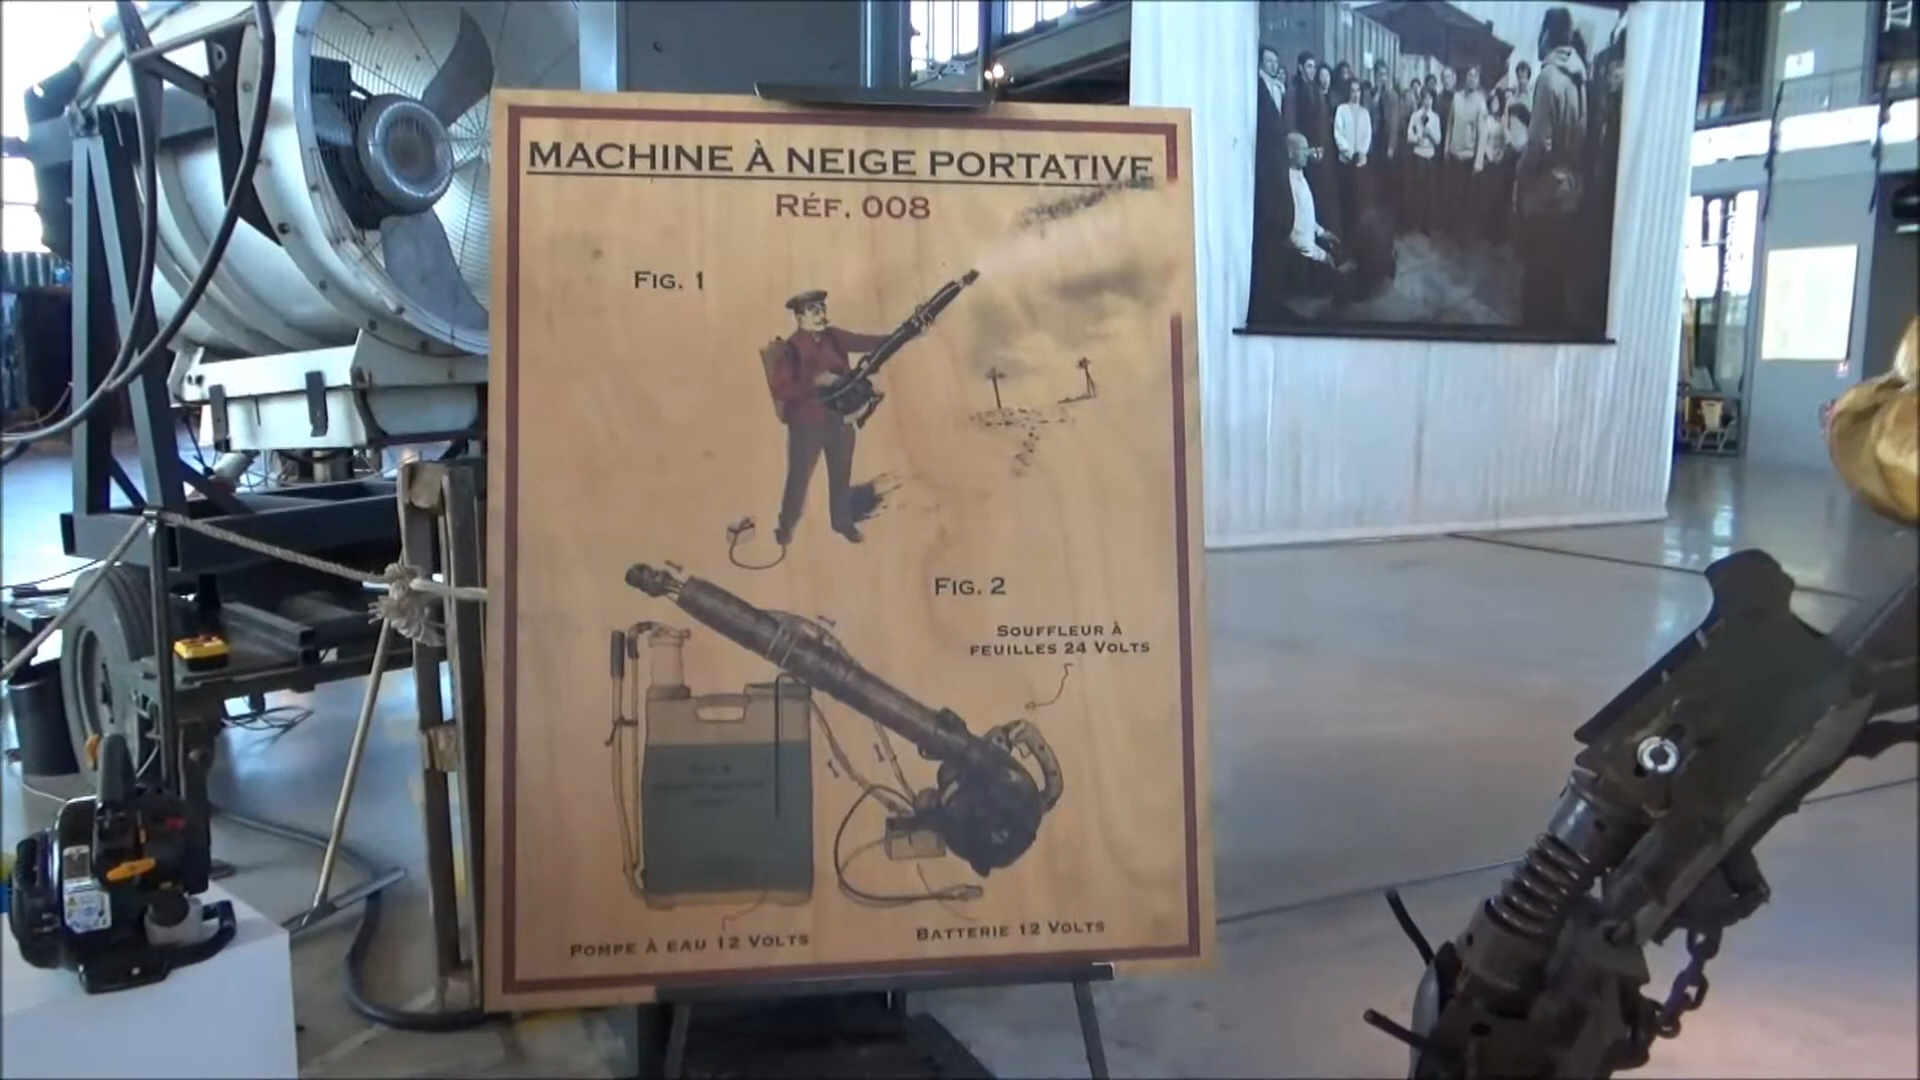 MACHINE À NEIGE PORTATIVE
RÉF. 008
FIG. 1
FIG. 2
SOUFFLEUR À
FEUILLES 24 VOLTS
POMPE À EAU 12 VOLTS
BATTERIE 12 VOLTS